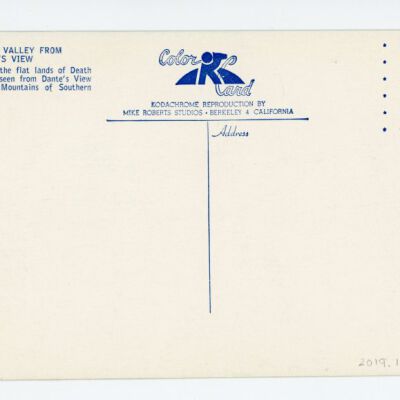 VALLEY FROM
'S VIEW
the flat lands of Death
seen from Dante's View
Mountains of Southern
Color
Card
KODACHROME REPRODUCTION BY
MIKE ROBERTS STUDIOS • BERKELEY 4 CALIFORNIA
Address
2019.1